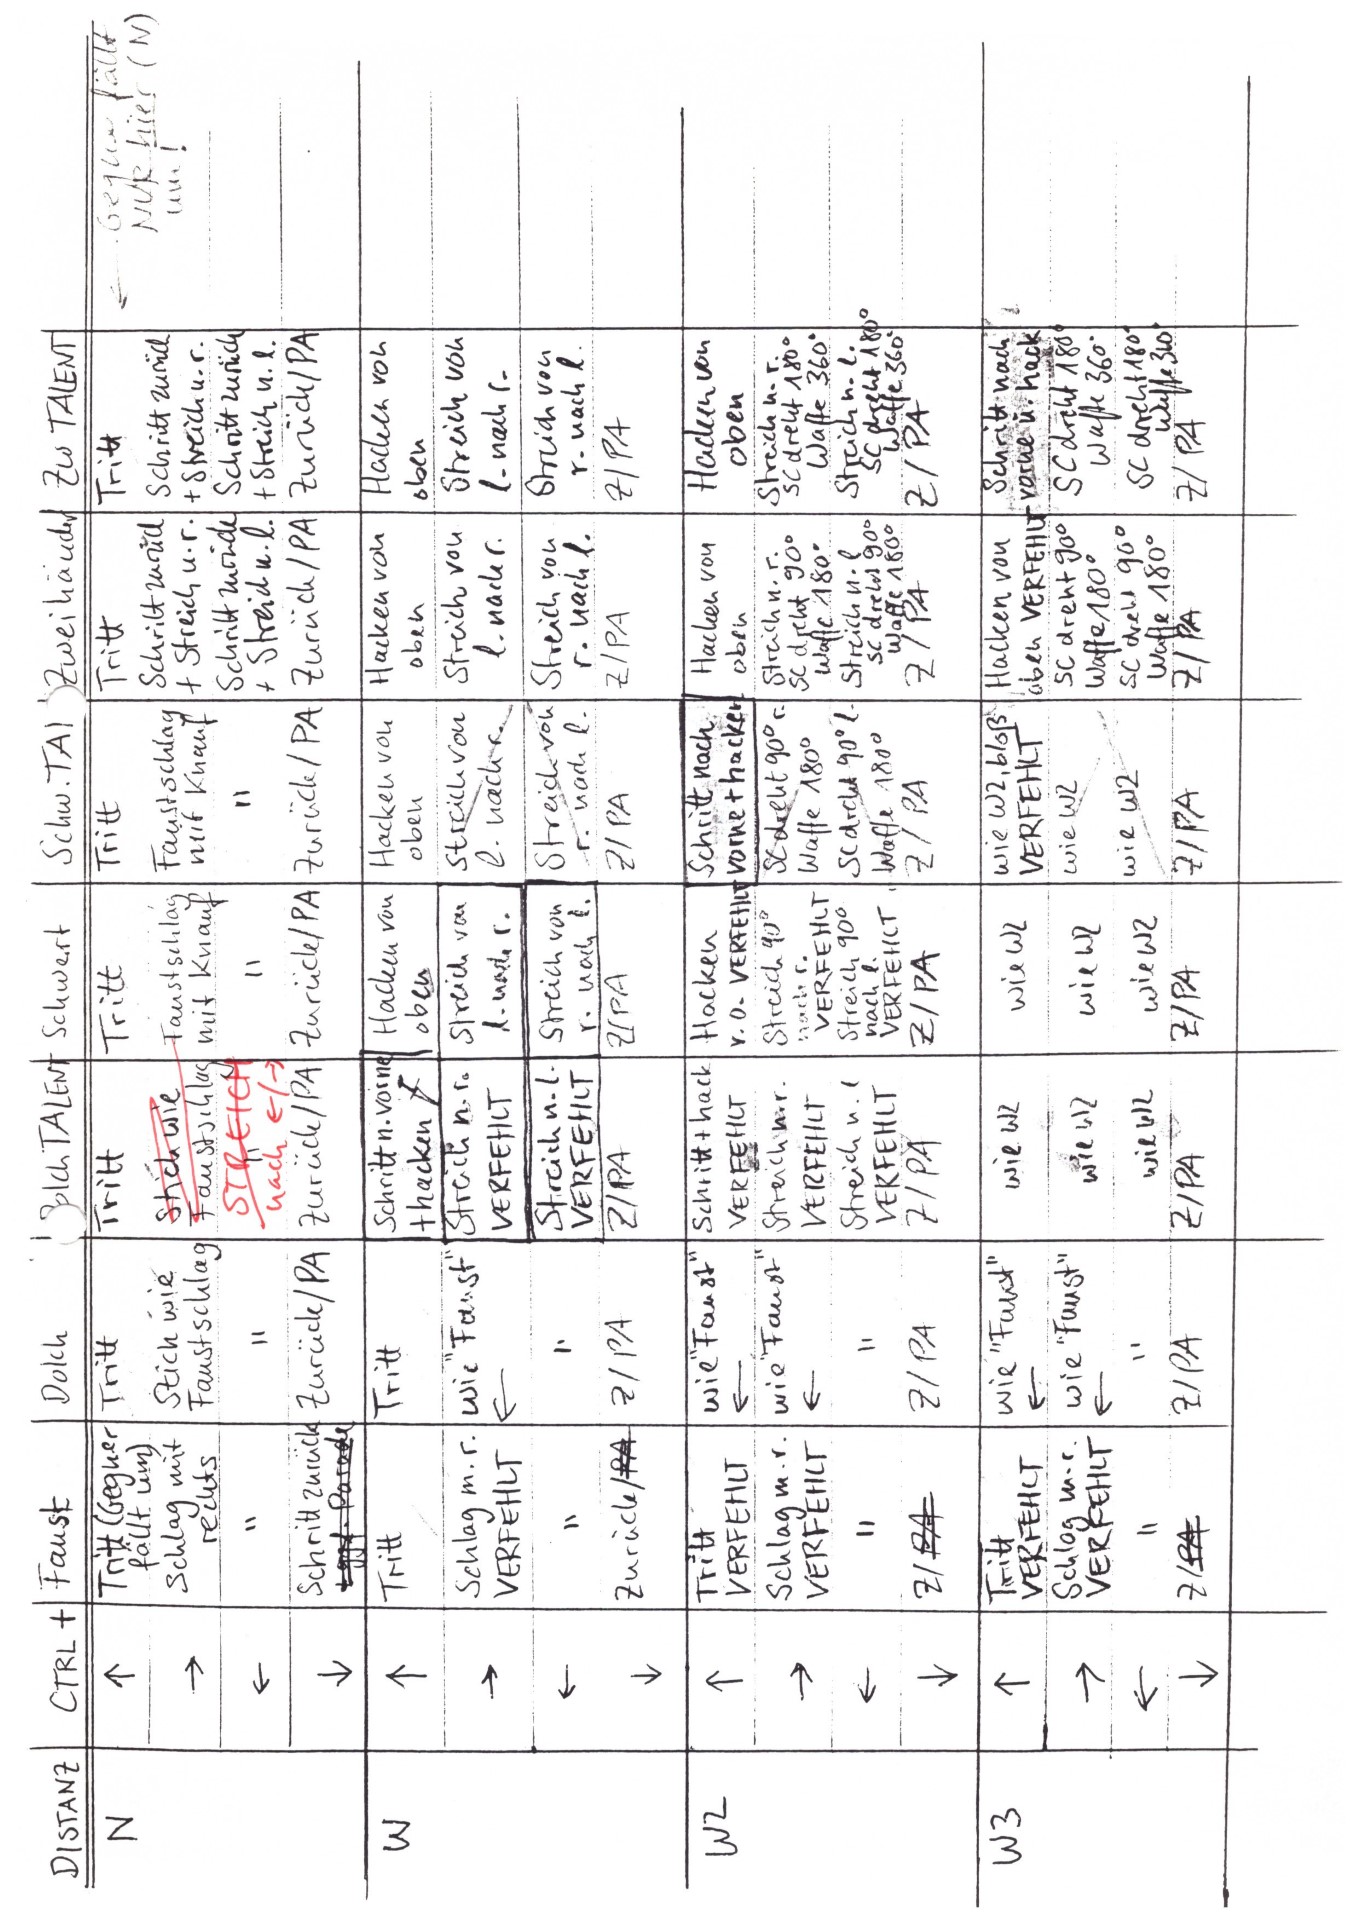 DISTANZ CTRL + Faust Dolch DolchTALENT Schwert Schw. TAL Zweihänder ZW TALENT
N
↑ Tritt (Gegner fällt um) Tritt Tritt Tritt Tritt Tritt Tritt
→ Schlag mit rechts Stich wie Faustschlag Stich wie Faustschlag Faustschlag mit Knauf Faustschlag mit Knauf Schritt zurück + Streich n. r. Schritt zurück + Streich n. r.
← " " " STREICH nach ←/→ " " Schritt zurück + Streich n. l. Schritt zurück + Streich n. l.
↓ Schritt zurück + ggf. Parade Zurück/PA Zurück/PA Zurück/PA Zurück/PA Zurück/PA Zurück/PA
← Gegner fällt
NUR hier (N)
um!
W
↑ Tritt Tritt Schritt n. vorne + hacken Hacken von oben Hacken von oben Hacken von oben Hacken von oben
→ Schlag m. r. VERFEHLT wie "Faust" ← Streich n. r. VERFEHLT Streich von l. nach r. Streich von l. nach r. Streich von l. nach r. Streich von l. nach r.
← " " Streich n. l. VERFEHLT Streich von r. nach l. Streich von r. nach l. Streich von r. nach l. Streich von r. nach l.
↓ Zurück/PA Z/PA Z/PA Z/PA Z/PA Z/PA Z/PA
W2
↑ Tritt VERFEHLT wie "Faust" ← Schritt + hack VERFEHLT Hacken v. o. VERFEHLT Schritt nach vorne + hacken Hacken von oben Hacken von oben
→ Schlag m. r. VERFEHLT wie "Faust" ← Streich n. r. VERFEHLT Streich 90° nach r. VERFEHLT SC dreht 90° r. Waffe 180° Streich n. r. SC dreht 90° Waffe 180° Streich n. r. SC dreht 180° Waffe 360°
← " " Streich n. l VERFEHLT Streich 90° nach l. VERFEHLT SC dreht 90° l. Waffe 180° Streich n. l SC dreht 90° Waffe 180° Streich n. l. SC dreht 180° Waffe 360°
↓ Z/PA Z/PA Z/PA Z/PA Z/PA Z/PA Z/PA
W3
↑ Tritt VERFEHLT wie "Faust" ← wie W2 wie W2 wie W2, bloß VERFEHLT Hacken von oben VERFEHLT Schritt nach vorne u. hack
→ Schlag m. r. VERFEHLT wie "Faust" ← wie W2 wie W2 wie W2 SC dreht 90° Waffe 180° SC dreht 180° Waffe 360°
← " " wie W2 wie W2 wie W2 SC dreht 90° Waffe 180° SC dreht 180° Waffe 360°
↓ Z/PA Z/PA Z/PA Z/PA Z/PA Z/PA Z/PA